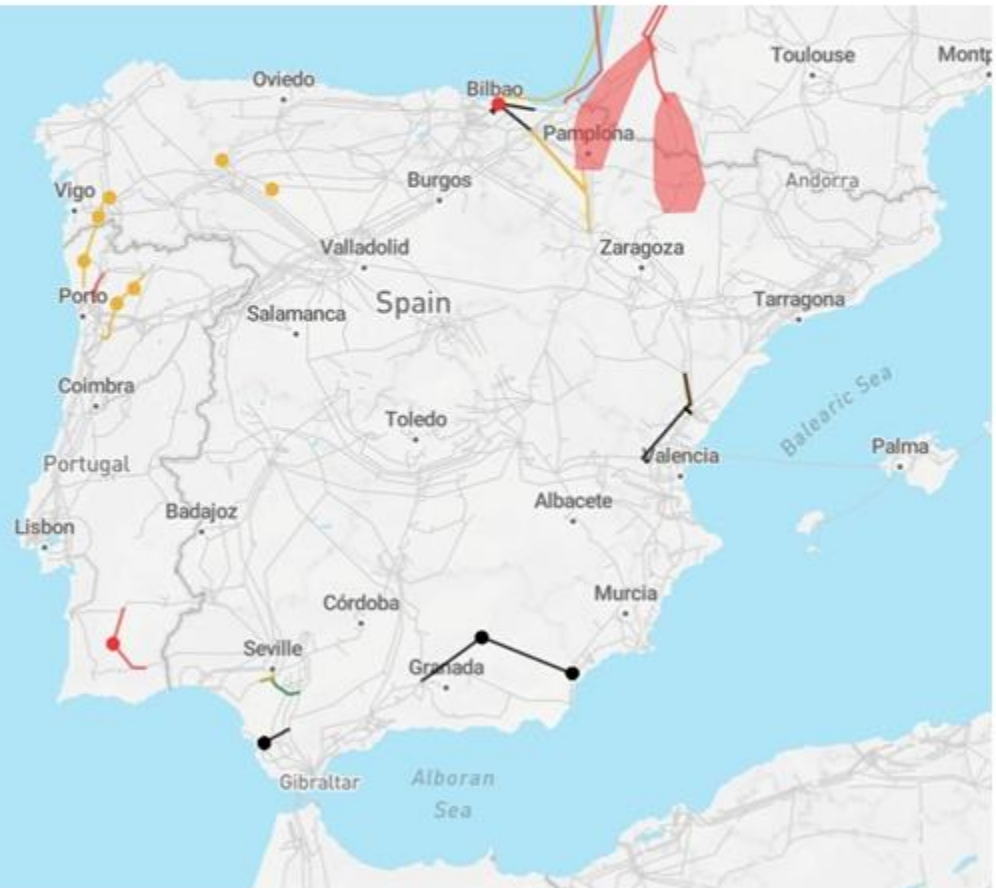 Toulouse
Montp
Oviedo
Bilbao
Pamplona
Vigo
Burgos
Andorra
Valladolid
Zaragoza
Porto
Spain
Salamanca
Tarragona
Coimbra
Toledo
Balearic Sea
Portugal
Valencia
Palma
Badajoz
Albacete
Lisbon
Córdoba
Murcia
Seville
Granada
Gibraltar
Alboran
Sea